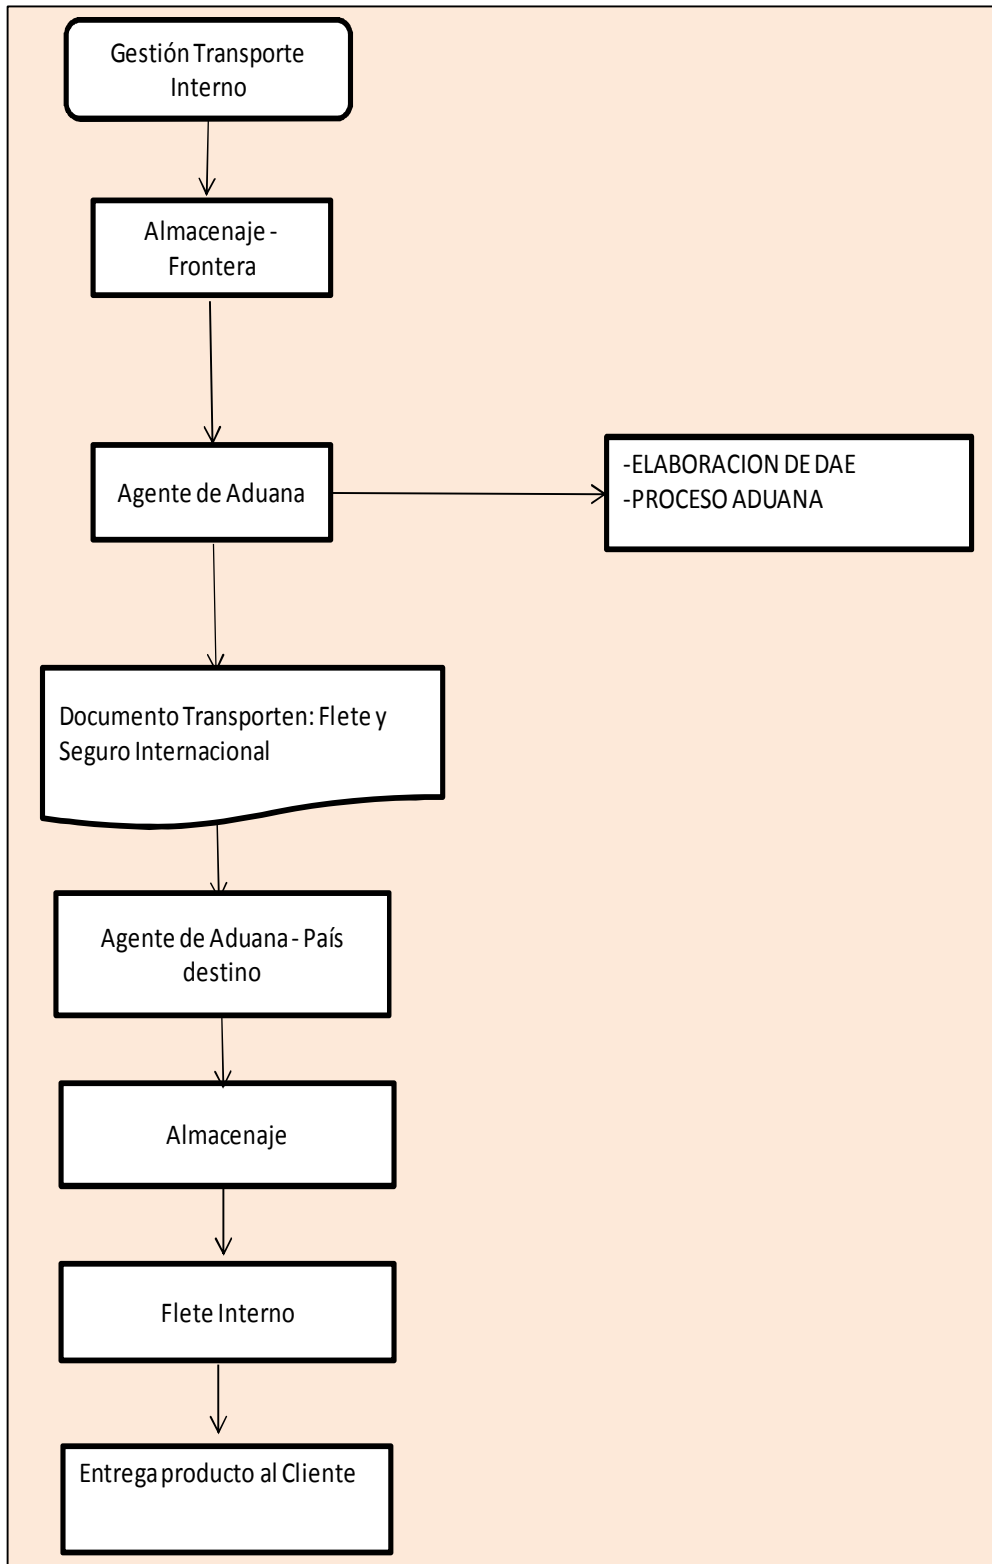 Gestión Transporte
Interno
Almacenaje -
Frontera
Agente de Aduana
-ELABORACION DE DAE
-PROCESO ADUANA
Documento Transporten: Flete y
Seguro Internacional
Agente de Aduana - País
destino
Almacenaje
Flete Interno
Entrega producto al Cliente